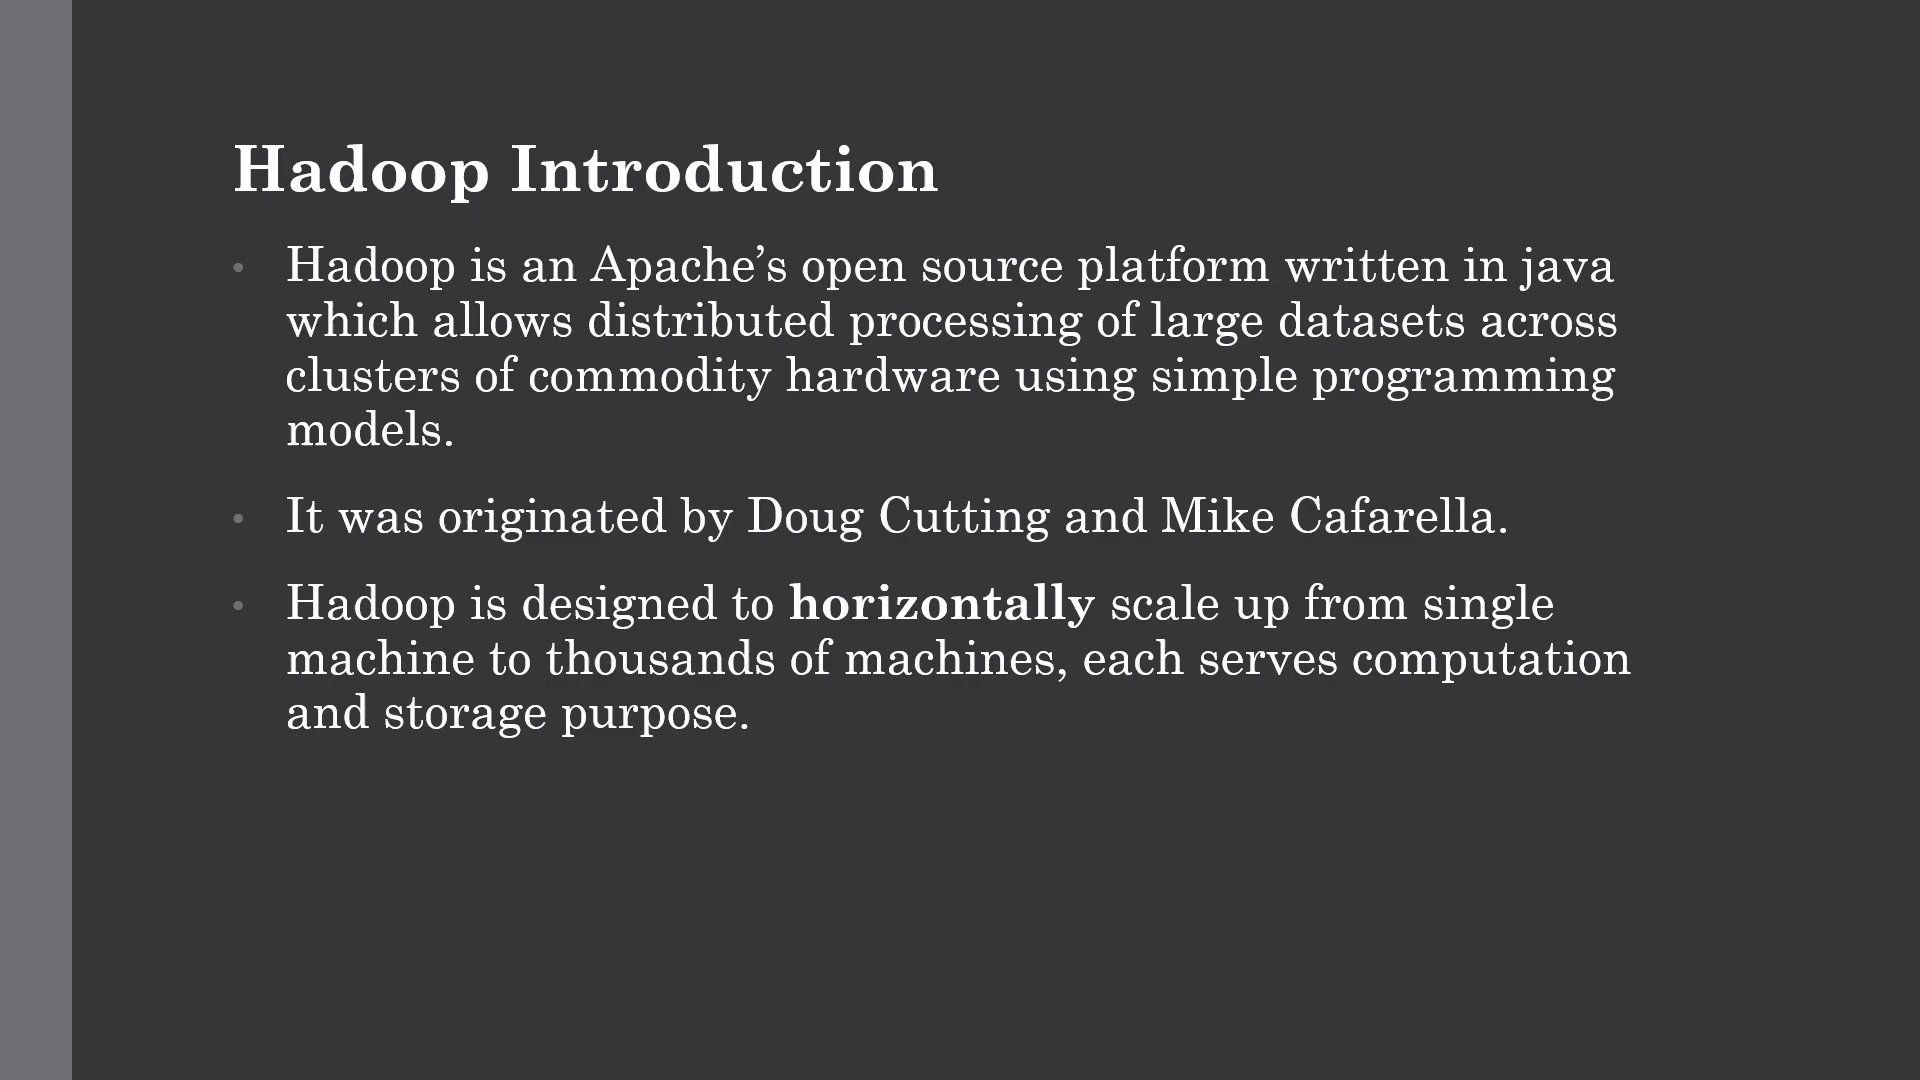 Hadoop Introduction
• Hadoop is an Apache’s open source platform written in java
which allows distributed processing of large datasets across
clusters of commodity hardware using simple programming
models.
• It was originated by Doug Cutting and Mike Cafarella.
• Hadoop is designed to horizontally scale up from single
machine to thousands of machines, each serves computation
and storage purpose.